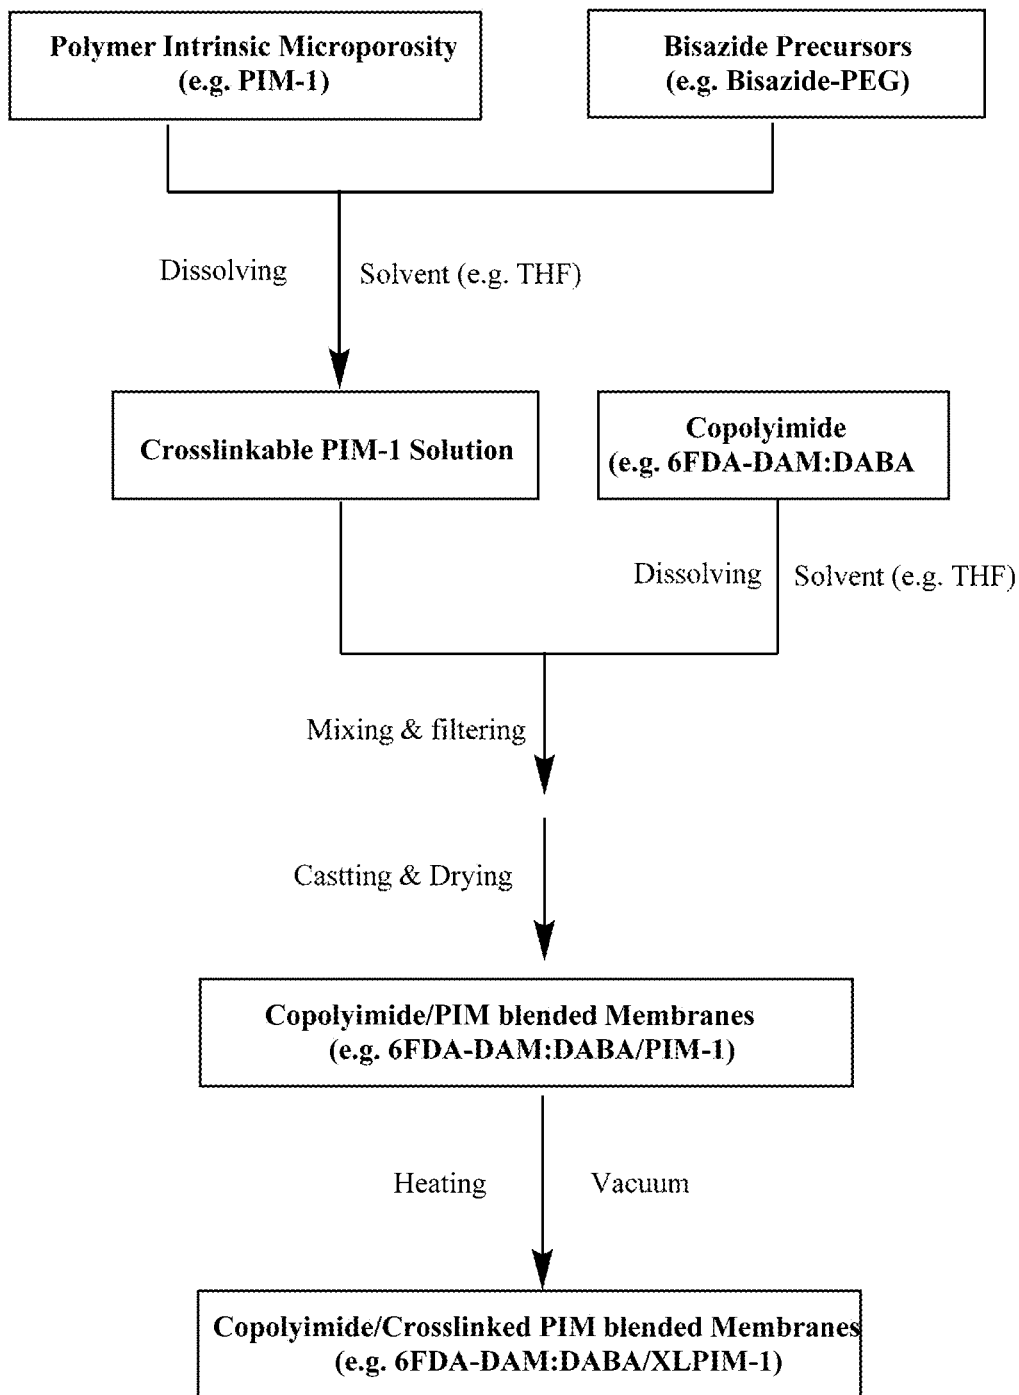 Polymer Intrinsic Microporosity
(e.g. PIM-1)
Bisazide Precursors
(e.g. Bisazide-PEG)
Dissolving
Solvent (e.g. THF)
Crosslinkable PIM-1 Solution
Copolyimide
(e.g. 6FDA-DAM:DABA
Dissolving
Solvent (e.g. THF)
Mixing & filtering
Castting & Drying
Copolyimide/PIM blended Membranes
(e.g. 6FDA-DAM:DABA/PIM-1)
Heating
Vacuum
Copolyimide/Crosslinked PIM blended Membranes
(e.g. 6FDA-DAM:DABA/XLPIM-1)